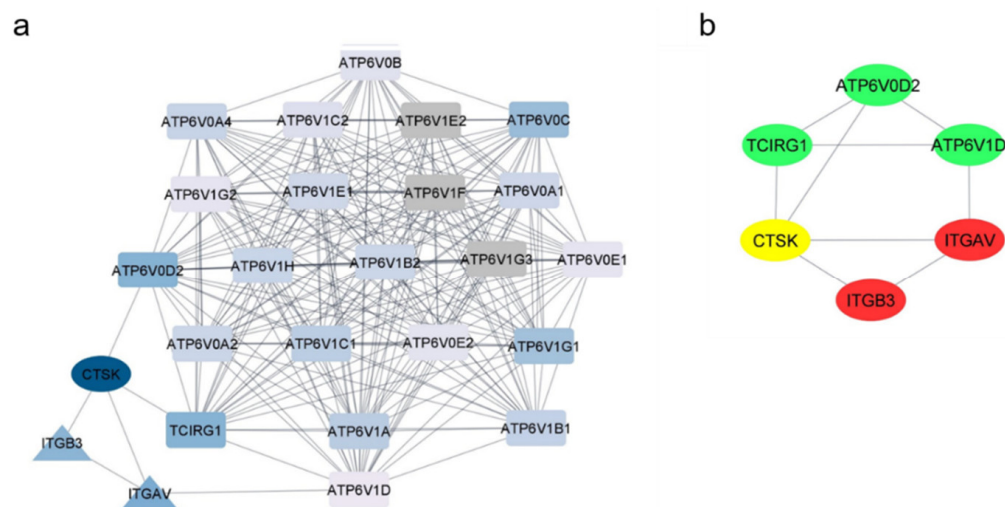 a
b
ATP6V0B
ATP6V0A4
ATP6V1C2
ATP6V1E2
ATP6V0C
ATP6V1G2
ATP6V1E1
ATP6V1F
ATP6V0A1
ATP6V0D2
ATP6V1H
ATP6V1B2
ATP6V1G3
ATP6V0E1
ATP6V0A2
ATP6V1C1
ATP6V0E2
ATP6V1G1
CTSK
TCIRG1
ATP6V1A
ATP6V1B1
ITGB3
ITGAV
ATP6V1D
ATP6V0D2
TCIRG1
ATP6V1D
CTSK
ITGAV
ITGB3